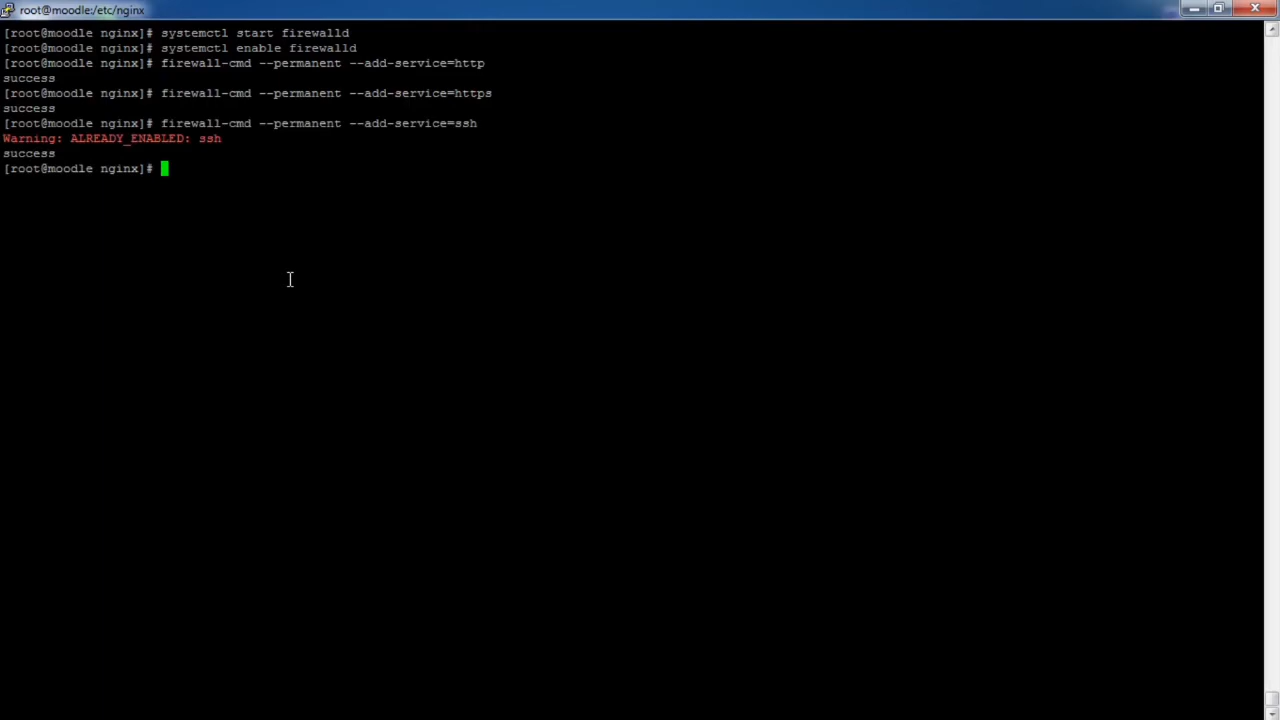 root@moodle:/etc/nginx
[root@moodle nginx]# systemctl start firewalld
[root@moodle nginx]# systemctl enable firewalld
[root@moodle nginx]# firewall-cmd --permanent --add-service=http
success
[root@moodle nginx]# firewall-cmd --permanent --add-service=https
success
[root@moodle nginx]# firewall-cmd --permanent --add-service=ssh
Warning: ALREADY_ENABLED: ssh
success
[root@moodle nginx]#